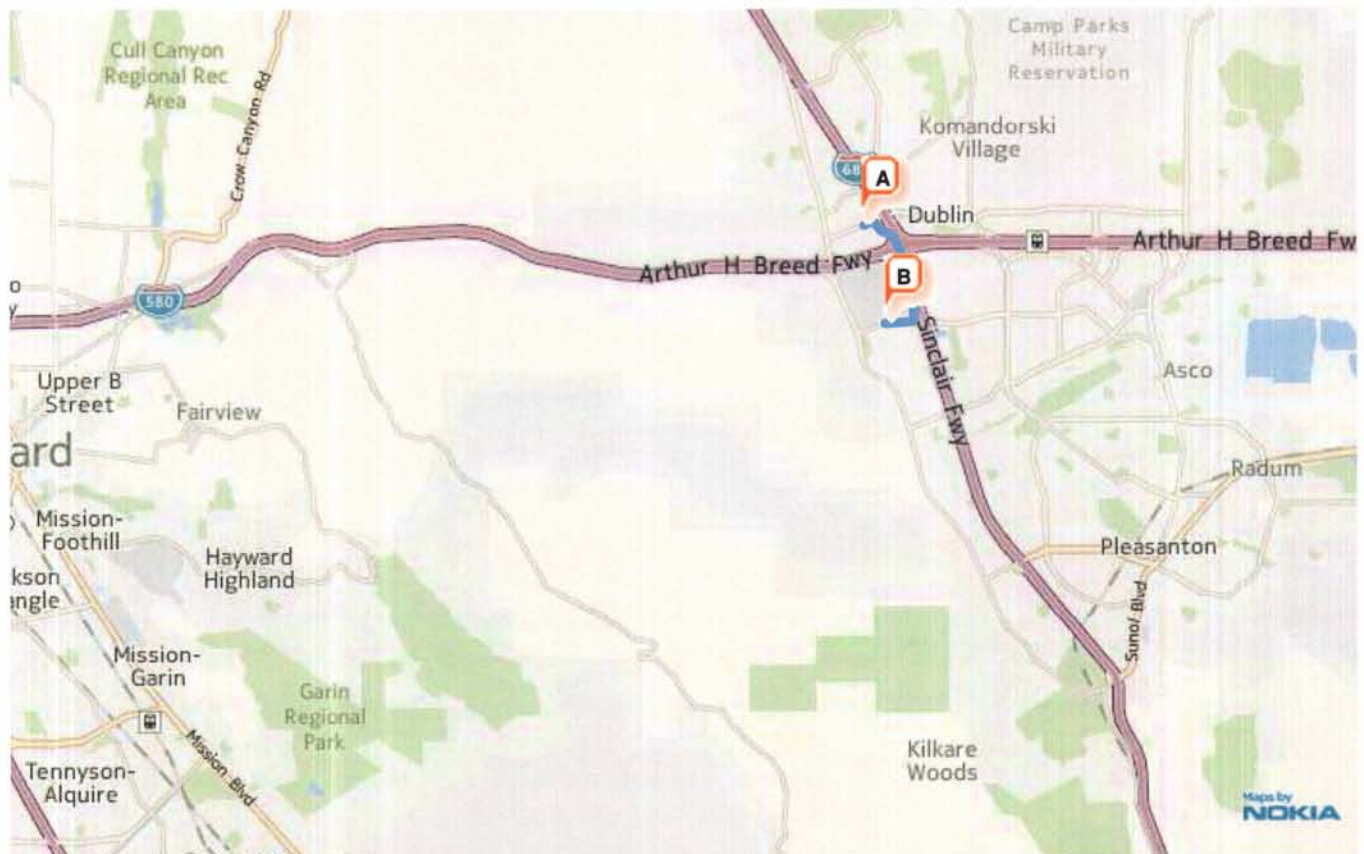 Cull Canyon
Regional Rec
Area
Crow Canyon Rd
Camp Parks
Military
Reservation
Komandorski
Village
68
A
Dublin
Arthur H Breed Fwy
Arthur H Breed Fw
B
580
Sinclair Fwy
Upper B
Street
Fairview
Asco
ard
Radum
Mission-
Foothill
Hayward
Highland
Pleasanton
kson
angle
Sunol Blvd
Mission-
Garin
Garin
Regional
Park
Mission Blvd
Kilkare
Woods
Tennyson-
Alquire
Maps by
NOKIA